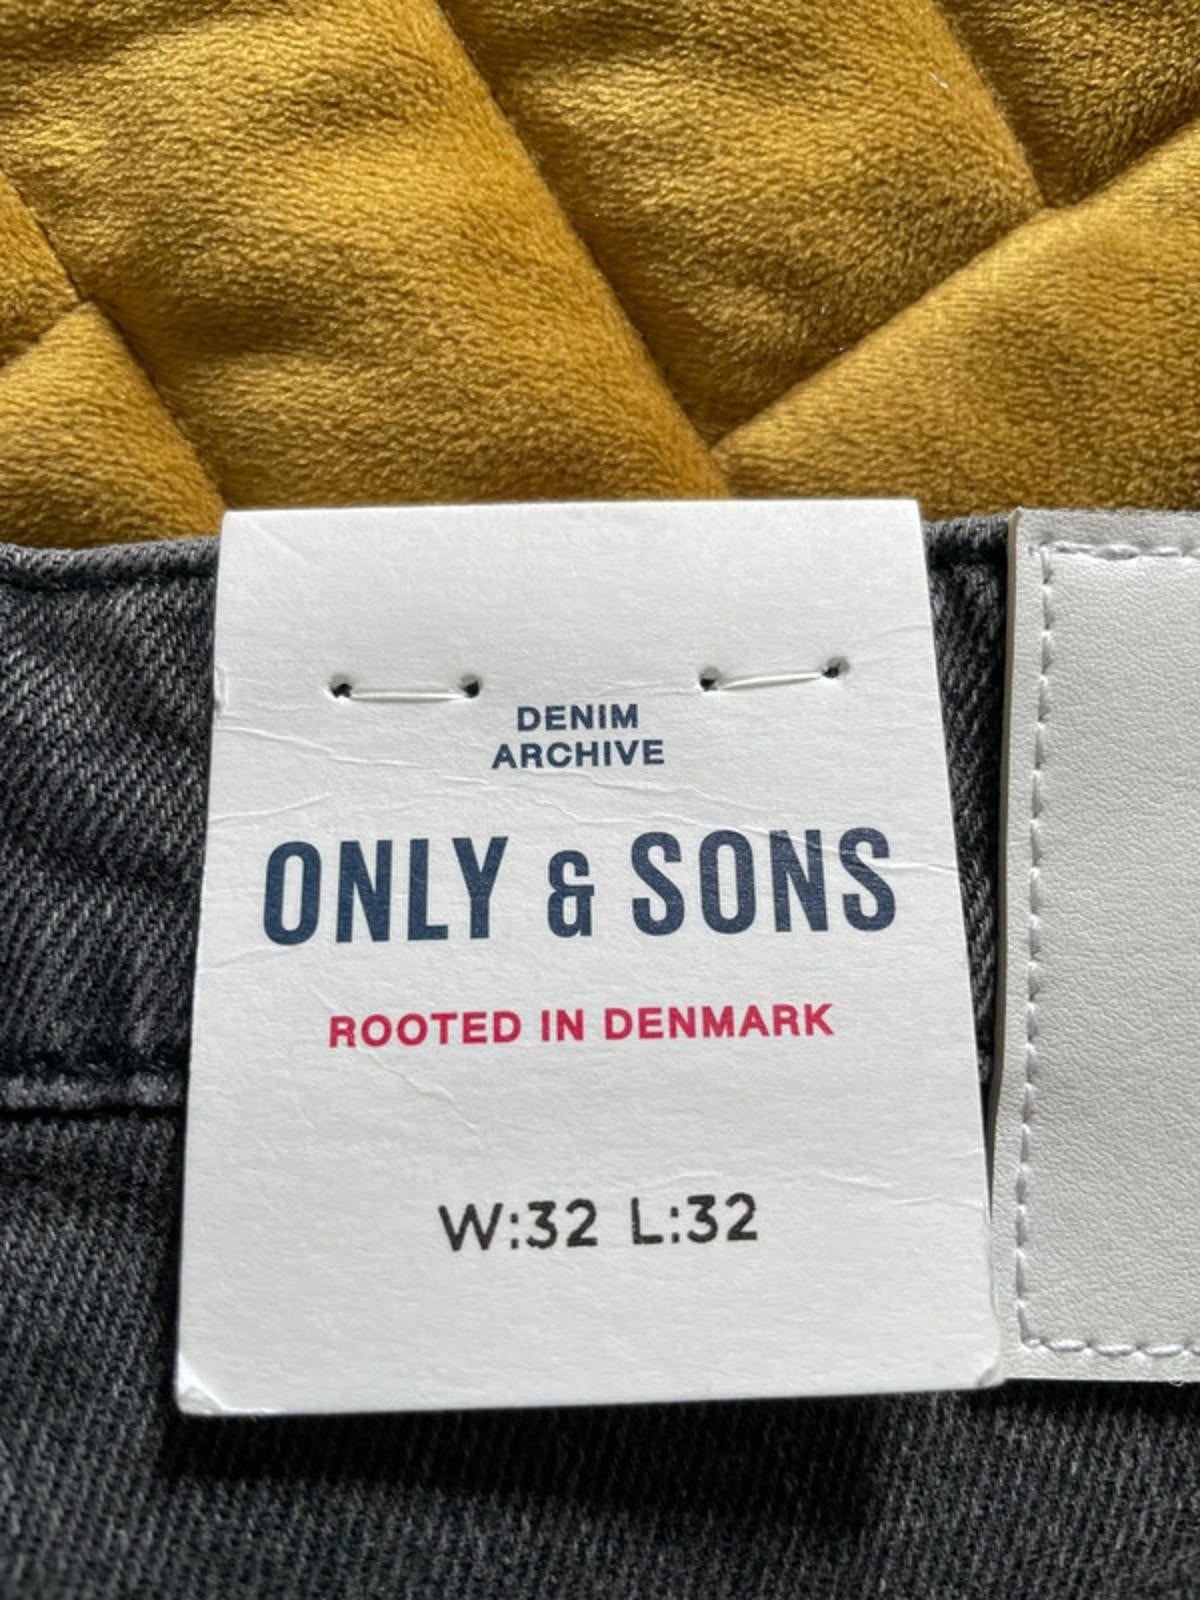 DENIM
ARCHIVE
ONLY & SONS
ROOTED IN DENMARK
W:32 L:32